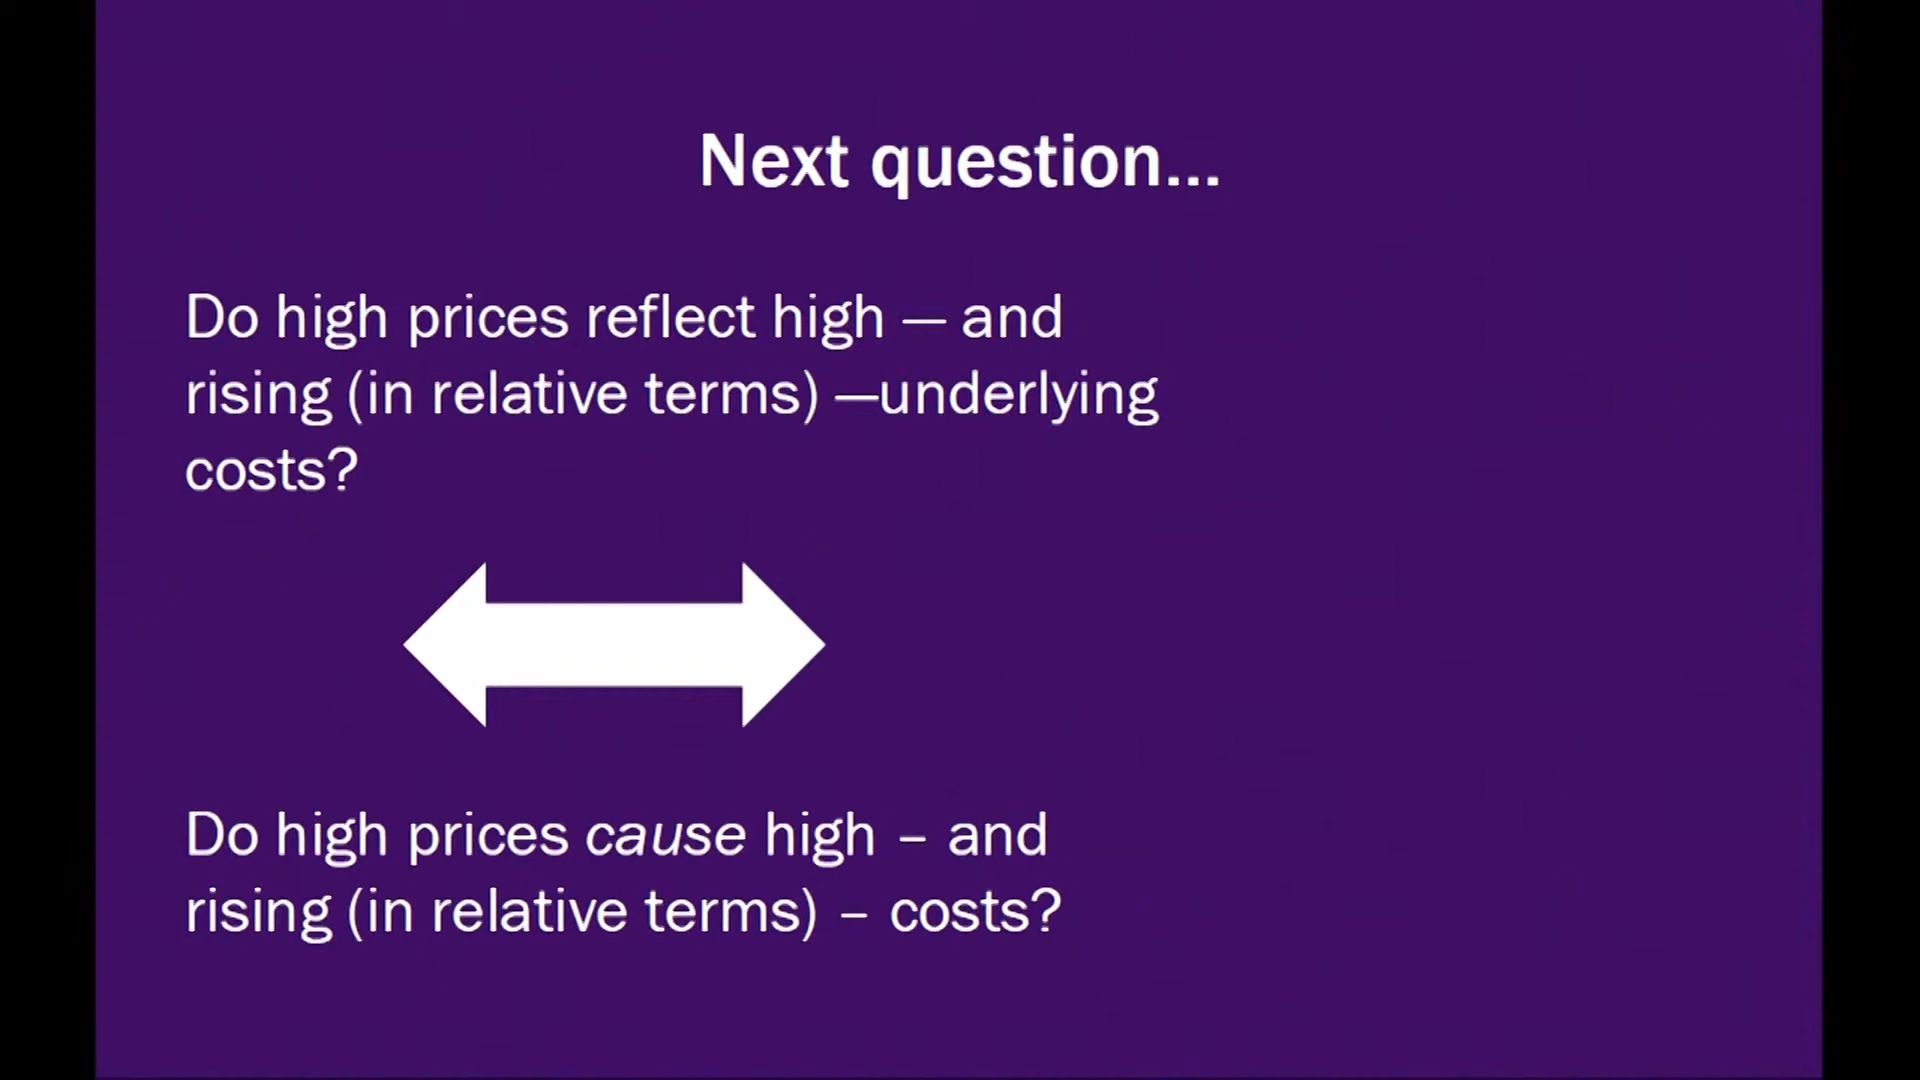 Next question...
Do high prices reflect high — and
rising (in relative terms) —underlying
costs?
Do high prices cause high – and
rising (in relative terms) – costs?